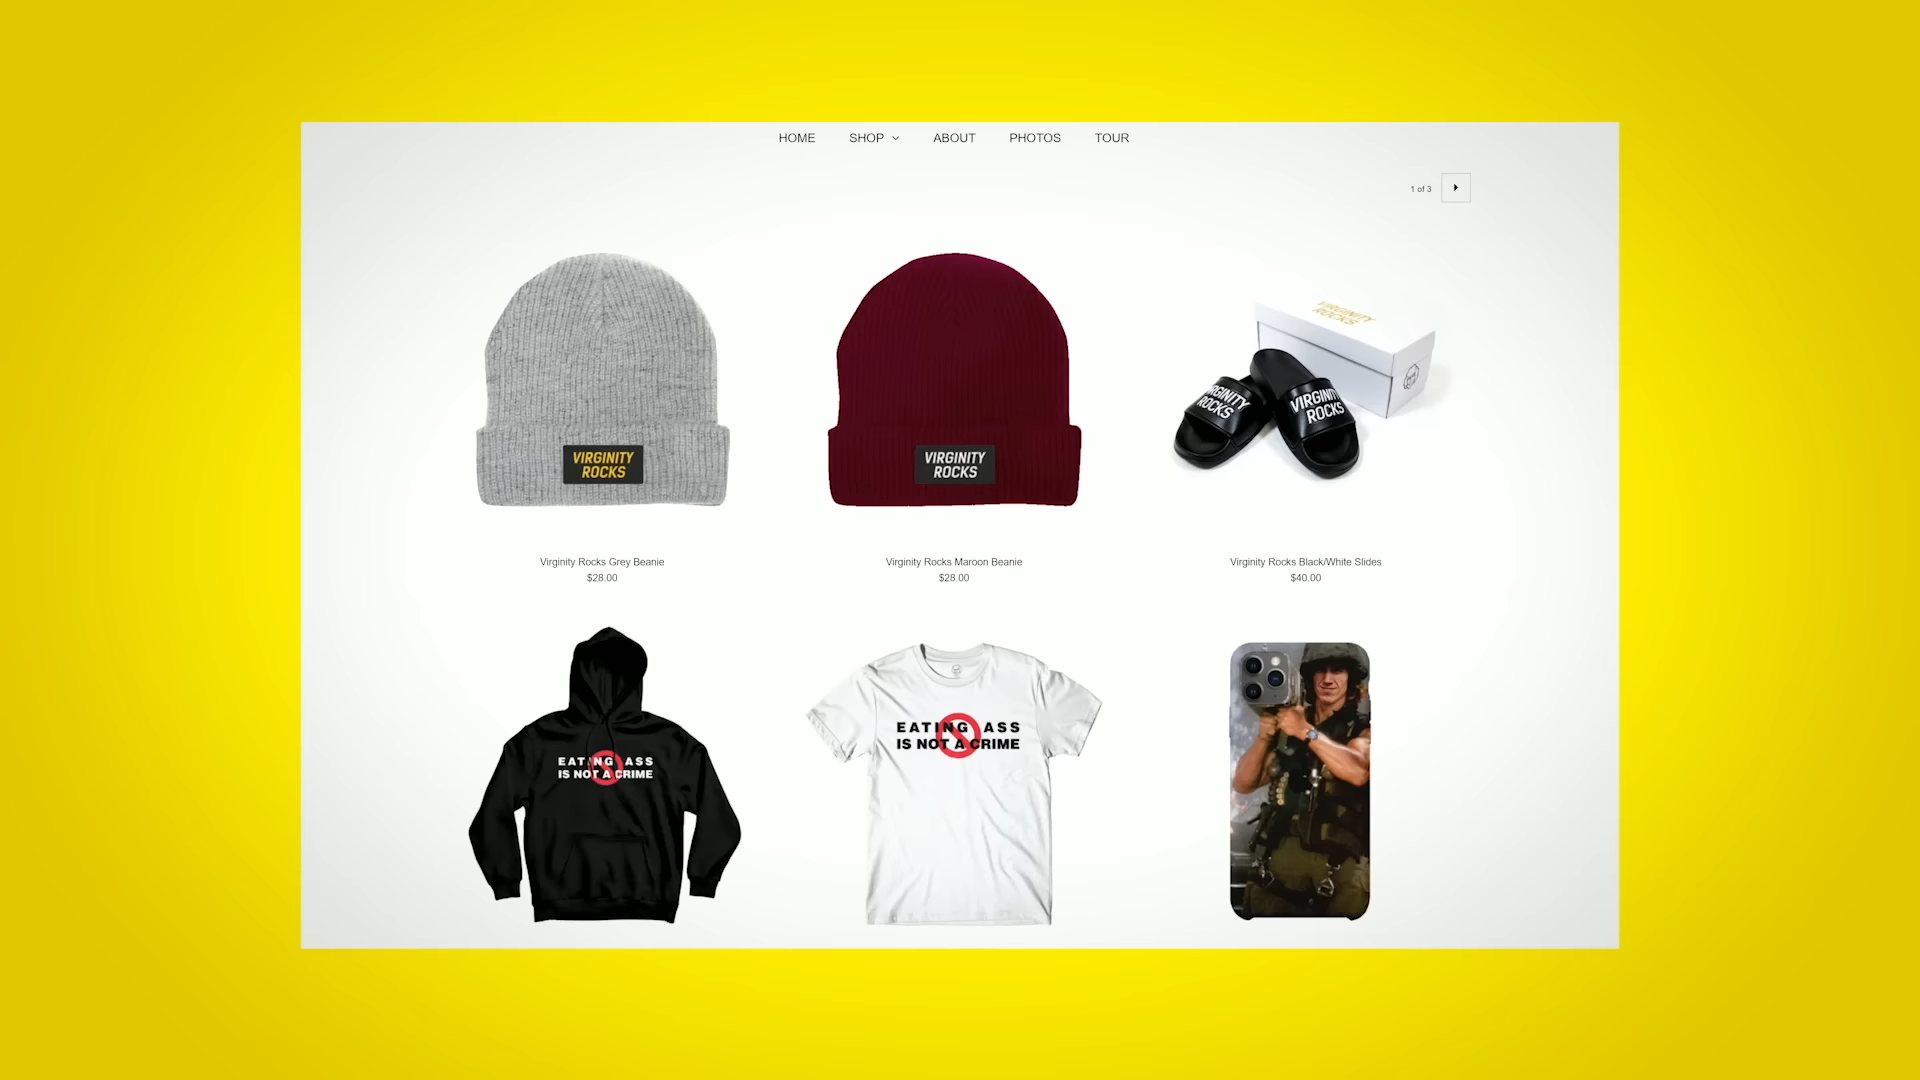 HOME SHOP ABOUT PHOTOS TOUR
1 of 3
VIRGINITY
ROCKS
VIRGINITY
ROCKS
VIRGINITY
ROCKS
VIRGINITY
ROCKS
VIRGINITY
ROCKS
Virginity Rocks Grey Beanie
$28.00
Virginity Rocks Maroon Beanie
$28.00
Virginity Rocks Black/White Slides
$40.00
EATING ASS
IS NOT A CRIME
EATING ASS
IS NOT A CRIME